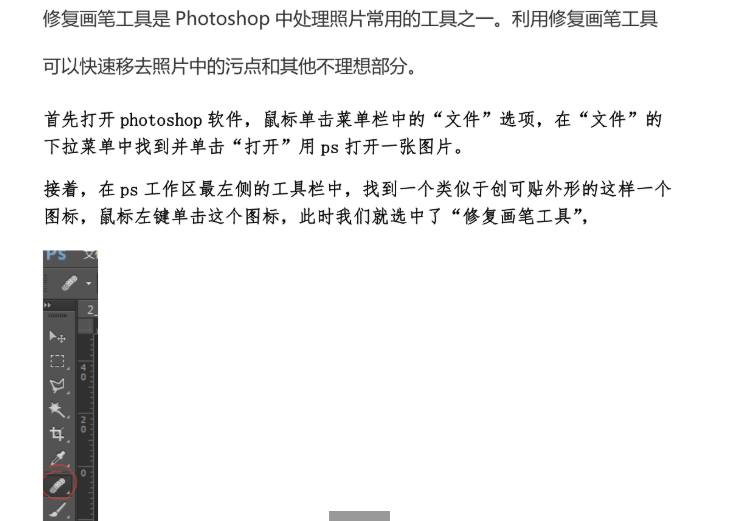 修复画笔工具是 Photoshop 中处理照片常用的工具之一。利用修复画笔工具
可以快速移去照片中的污点和其他不理想部分。
首先打开 photoshop 软件，鼠标单击菜单栏中的“文件”选项，在“文件”的
下拉菜单中找到并单击“打开”用 ps 打开一张图片。
接着，在 ps 工作区最左侧的工具栏中，找到一个类似于创可贴外形的这样一个
图标，鼠标左键单击这个图标，此时我们就选中了“修复画笔工具”，
Ps
2
4
0
2
0
0